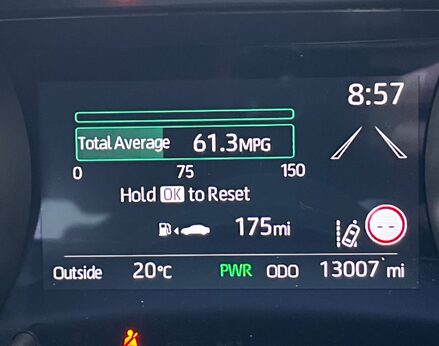 8:57
Total Average 61.3MPG
0 75 150
Hold OK to Reset
175mi
--
Outside 20°C PWR ODO 13007 mi